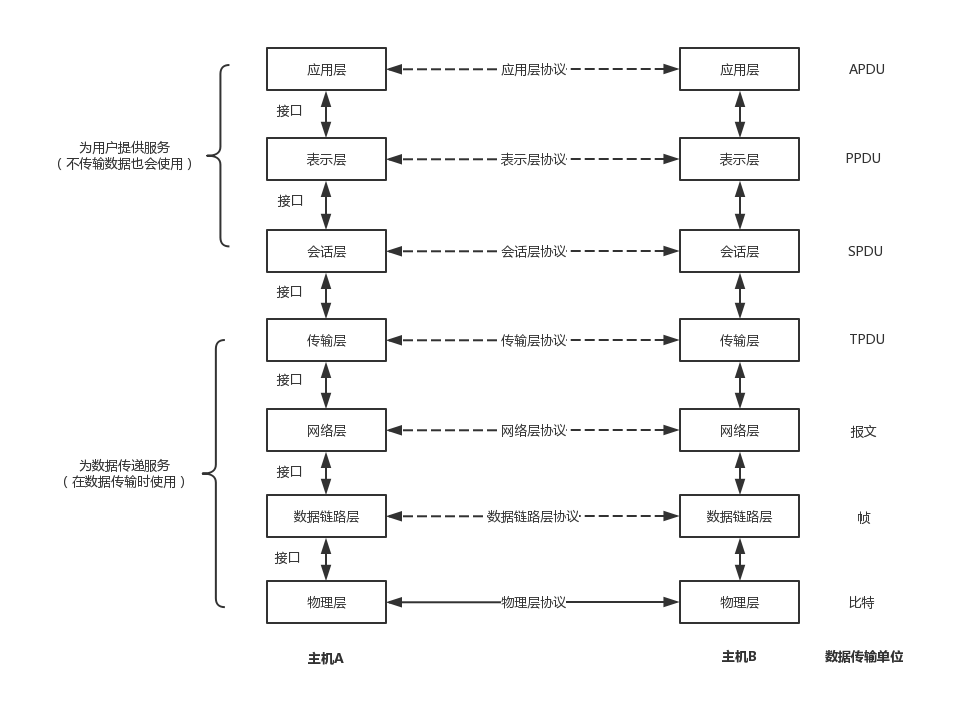 应用层
应用层协议
应用层
APDU
接口
为用户提供服务
（不传输数据也会使用）
表示层
表示层协议
表示层
PPDU
接口
会话层
会话层协议
会话层
SPDU
接口
传输层
传输层协议
传输层
TPDU
接口
网络层
网络层协议
网络层
报文
为数据传递服务
（在数据传输时使用）
接口
数据链路层
数据链路层协议
数据链路层
帧
接口
物理层
物理层协议
物理层
比特
主机A
主机B
数据传输单位